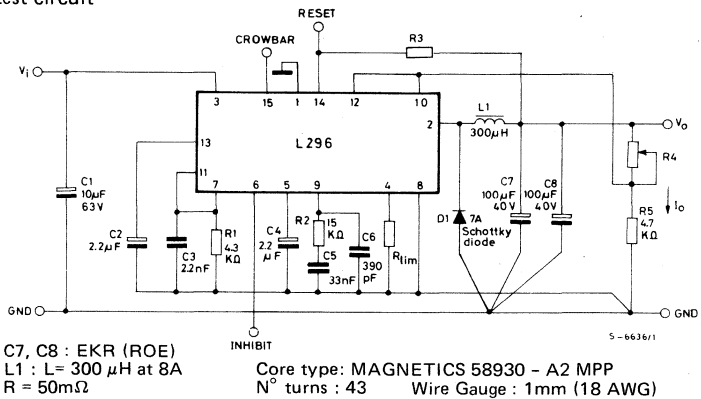 test circuit
RESET
CROWBAR
R3
Vi
3
15
1
14
12
10
L1
300µH
2
Vo
L296
13
R4
11
C1
10µF
63V
7
6
5
9
4
8
C7
100µF
40V
C8
100µF
40V
Io
C2
2.2µF
C3
2.2nF
R1
4.3
KΩ
C4
2.2
µF
R2
15
KΩ
C5
33nF
C6
390
pF
Rlim
D1
7A
Schottky
diode
R5
4.7
KΩ
GND
GND
INHIBIT
S-6636/1
C7, C8 : EKR (ROE)
L1 : L= 300 µH at 8A
Core type: MAGNETICS 58930 - A2 MPP
R = 50mΩ
N° turns : 43
Wire Gauge : 1mm (18 AWG)